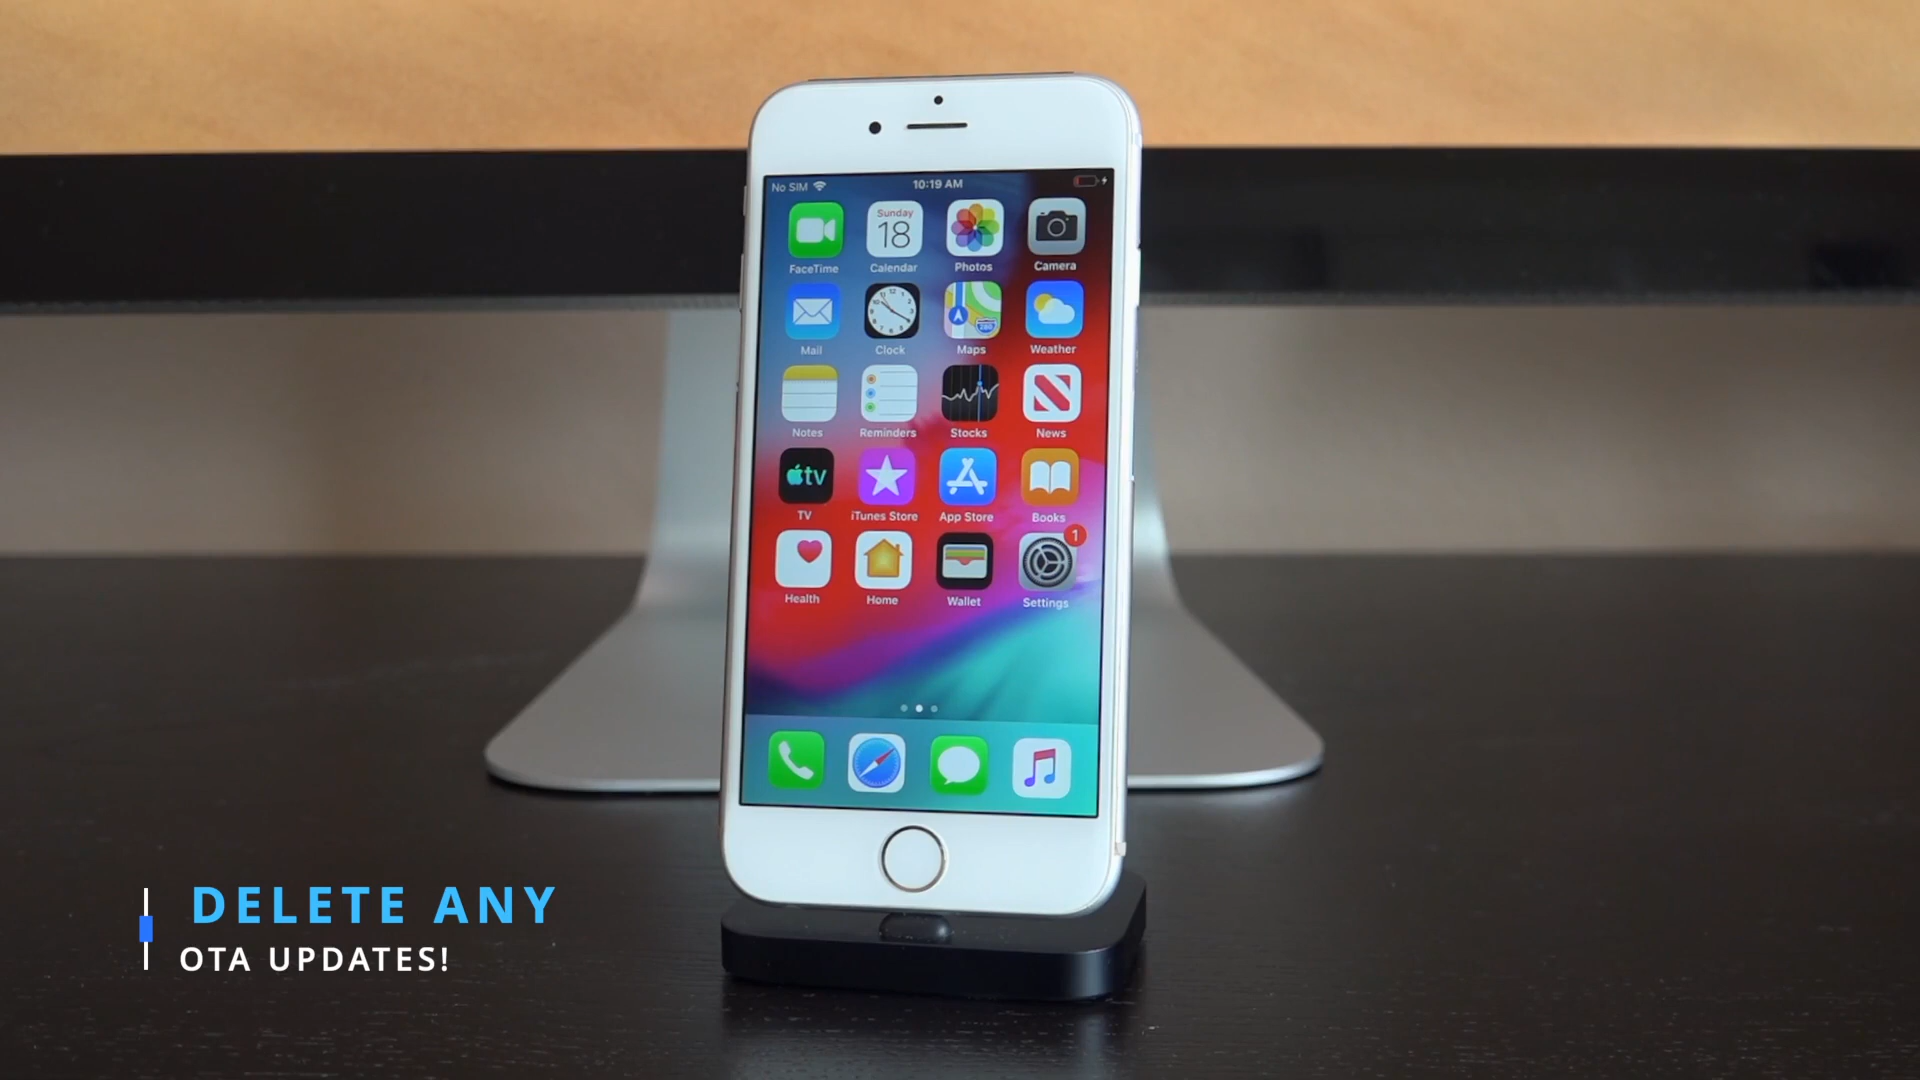 No SIM 10:19 AM
Sunday
18
FaceTime Calendar Photos Camera
280
Mail Clock Maps Weather
Notes Reminders Stocks News
tv
TV iTunes Store App Store Books
1
Health Home Wallet Settings
DELETE ANY
OTA UPDATES!